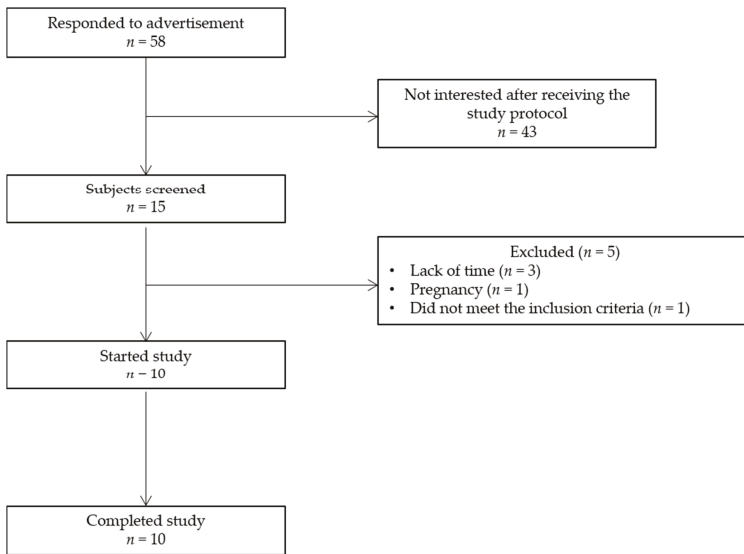 Responded to advertisement
n = 58
Not interested after receiving the
study protocol
n = 43
Subjects screened
n = 15
Excluded (n = 5)
• Lack of time (n = 3)
• Pregnancy (n = 1)
• Did not meet the inclusion criteria (n = 1)
Started study
n = 10
Completed study
n = 10